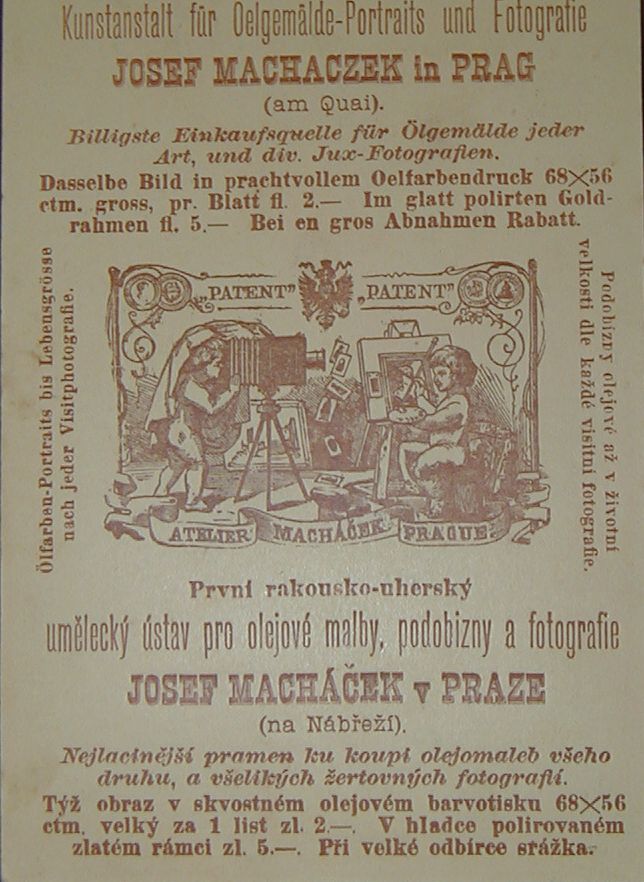 Kunstanstalt für Oelgemälde-Portraits und Fotografie
JOSEF MACHACZEK in PRAG
(am Quai).
Billigste Einkaufsquelle für Ölgemälde jeder
Art, und div. Jux-Fotografien.
Dasselbe Bild in prachtvollem Oelfarbendruck 68×56
ctm. gross, pr. Blatt fl. 2.— Im glatt polirten Gold-
rahmen fl. 5.— Bei en gros Abnahmen Rabatt.
Ölfarben-Portraits bis Lebensgrösse
nach jeder Visitphotografie.
„PATENT” „PATENT”
ATELIER MACHÁČEK PRAGUE
Podobizny olejové až v životní
velkosti dle každé visitní fotografie.
První rakousko-uherský
umělecký ústav pro olejové malby, podobizny a fotografie
JOSEF MACHÁČEK v PRAZE
(na Nábřeží).
Nejlacinější pramen ku koupi olejomaleb všeho
druhu, a všelikých žertovných fotografií.
Týž obraz v skvostném olejovém barvotisku 68×56
ctm. velký za 1 list zl. 2.—. V hladce polirovaném
zlatém rámci zl. 5.—. Při velké odbírce srážka.